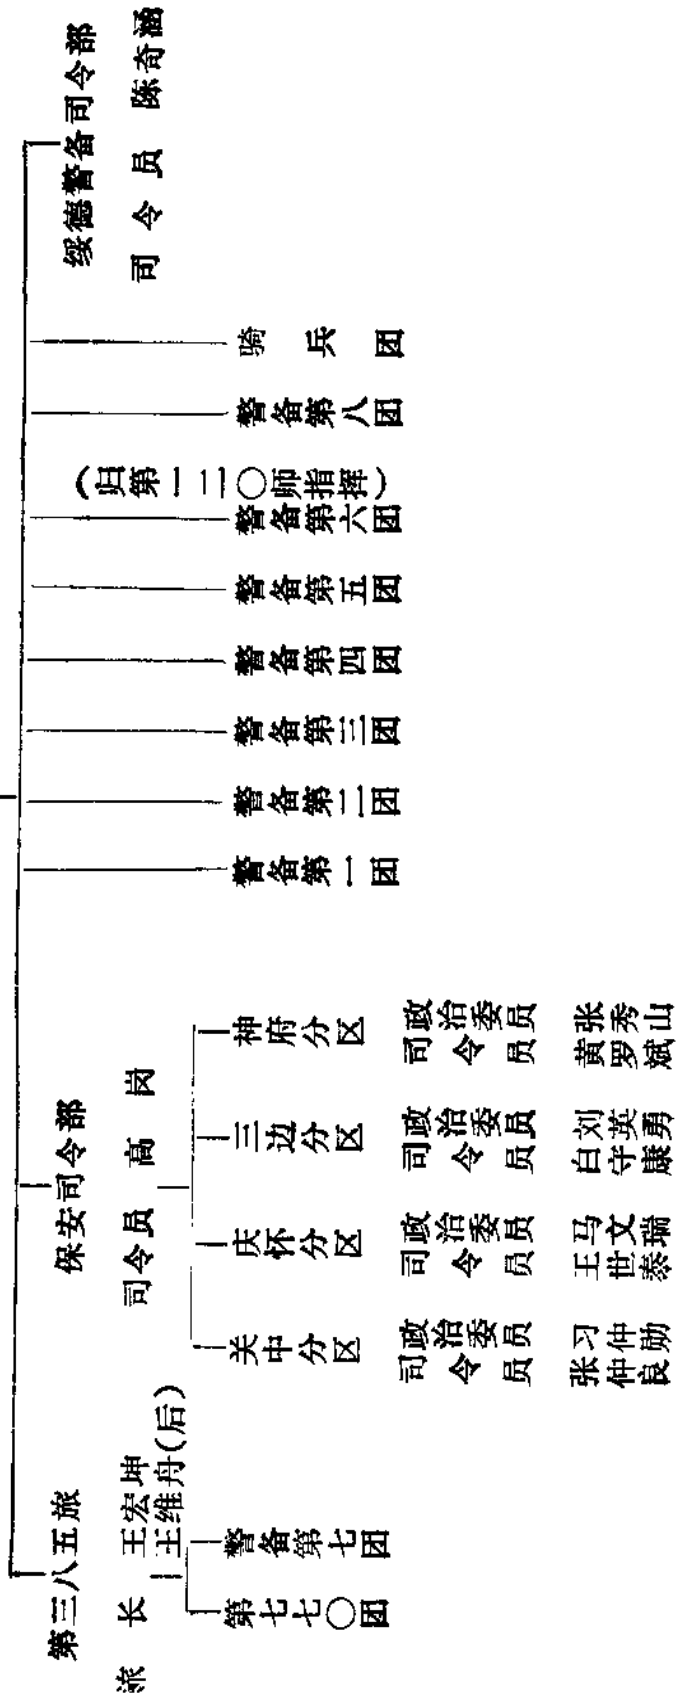 第三八五旅
旅长 王宏坤
王维舟(后)
第七七〇团
警备第七团
保安司令部
司令员 高岗
关中分区
司令员 张仲良
政治委员 习仲勋
庆怀分区
司令员 王世泰
政治委员 马文瑞
三边分区
司令员 白守康
政治委员 刘英勇
神府分区
司令员 黄罗斌
政治委员 张秀山
警备第一团
警备第二团
警备第三团
警备第四团
警备第五团
警备第六团
(归第一二〇师指挥)
警备第八团
骑兵团
绥德警备司令部
司令员 陈奇涵